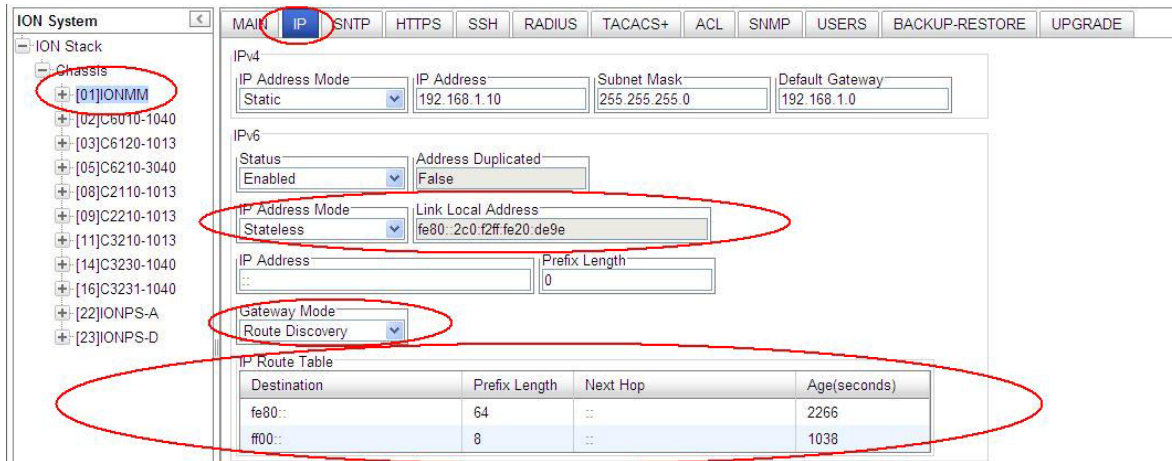 ION System
<
ION Stack
Chassis
[01]IONMM
[02]C6010-1040
[03]C6120-1013
[05]C6210-3040
[08]C2110-1013
[09]C2210-1013
[11]C3210-1013
[14]C3230-1040
[16]C3231-1040
[22]IONPS-A
[23]IONPS-D
MAIN IP SNTP HTTPS SSH RADIUS TACACS+ ACL SNMP USERS BACKUP-RESTORE UPGRADE
IPv4
IP Address Mode IP Address Subnet Mask Default Gateway
Static 192.168.1.10 255.255.255.0 192.168.1.0
IPv6
Status Address Duplicated
Enabled False
IP Address Mode Link Local Address
Stateless fe80::2c0:f2ff:fe20:de9e
IP Address Prefix Length
:: 0
Gateway Mode
Route Discovery
IP Route Table
Destination Prefix Length Next Hop Age(seconds)
fe80:: 64 :: 2266
ff00:: 8 :: 1038